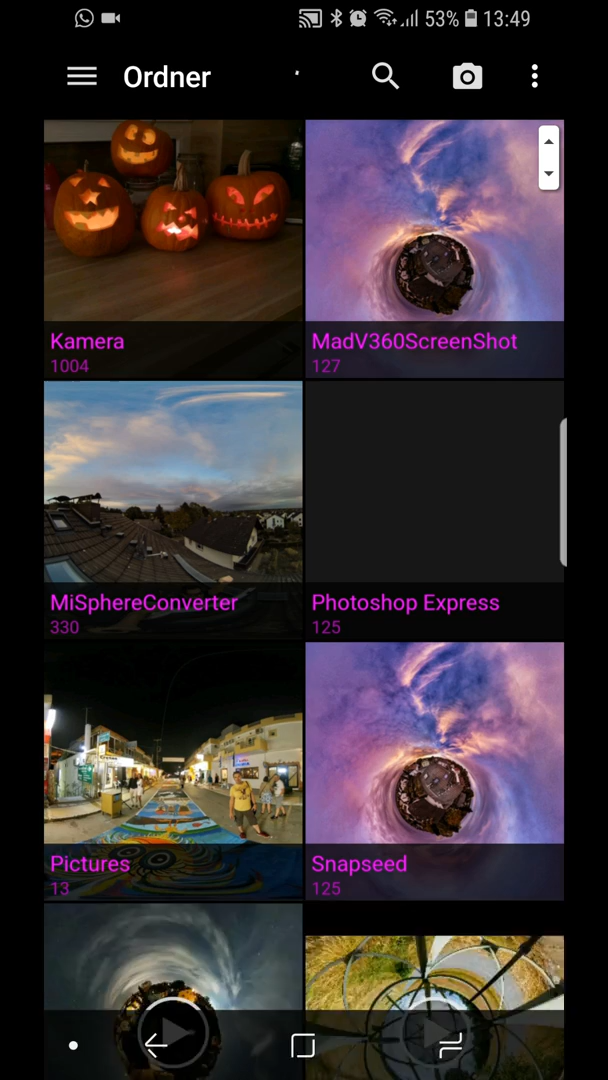 53% 13:49
Ordner
Kamera
1004
MadV360ScreenShot
127
MiSphereConverter
330
Photoshop Express
125
Pictures
13
Snapseed
125